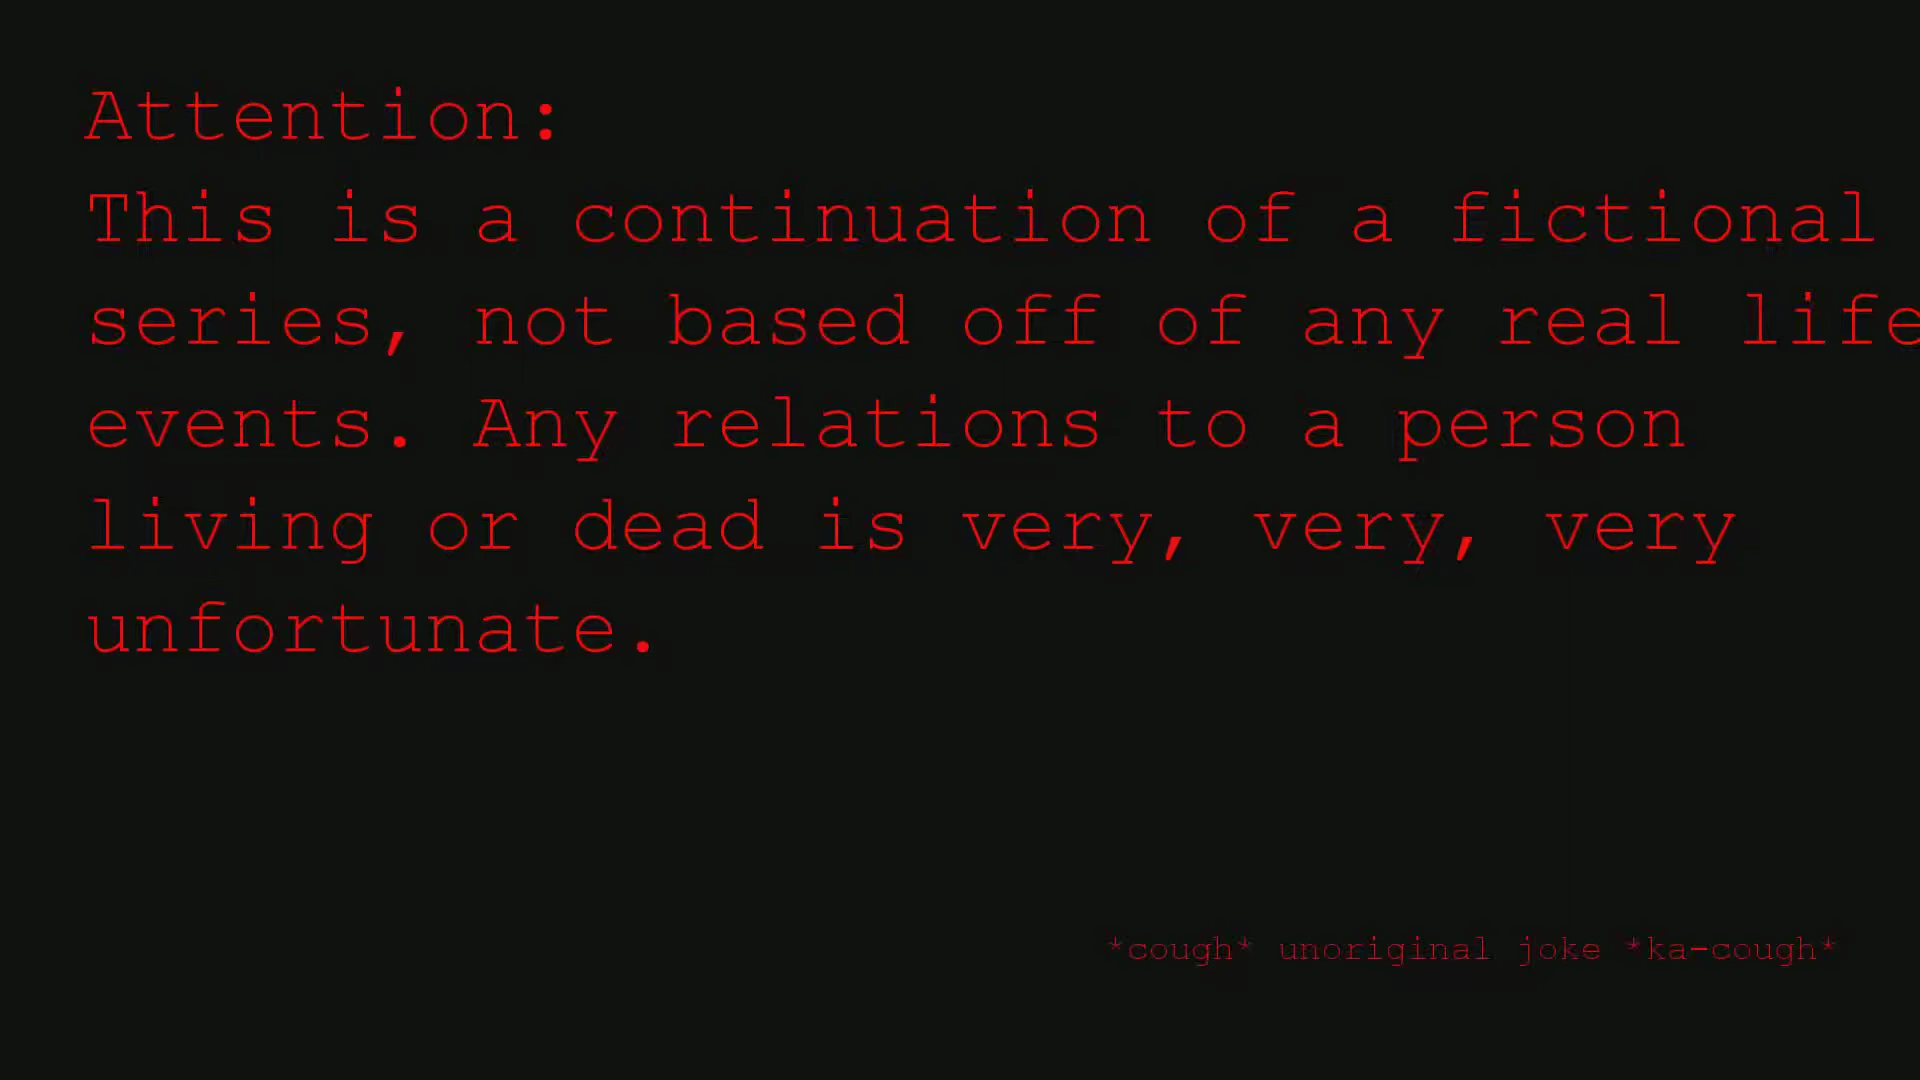 Attention:
This is a continuation of a fictional
series, not based off of any real life
events. Any relations to a person
living or dead is very, very, very
unfortunate.
*cough* unoriginal joke *ka-cough*